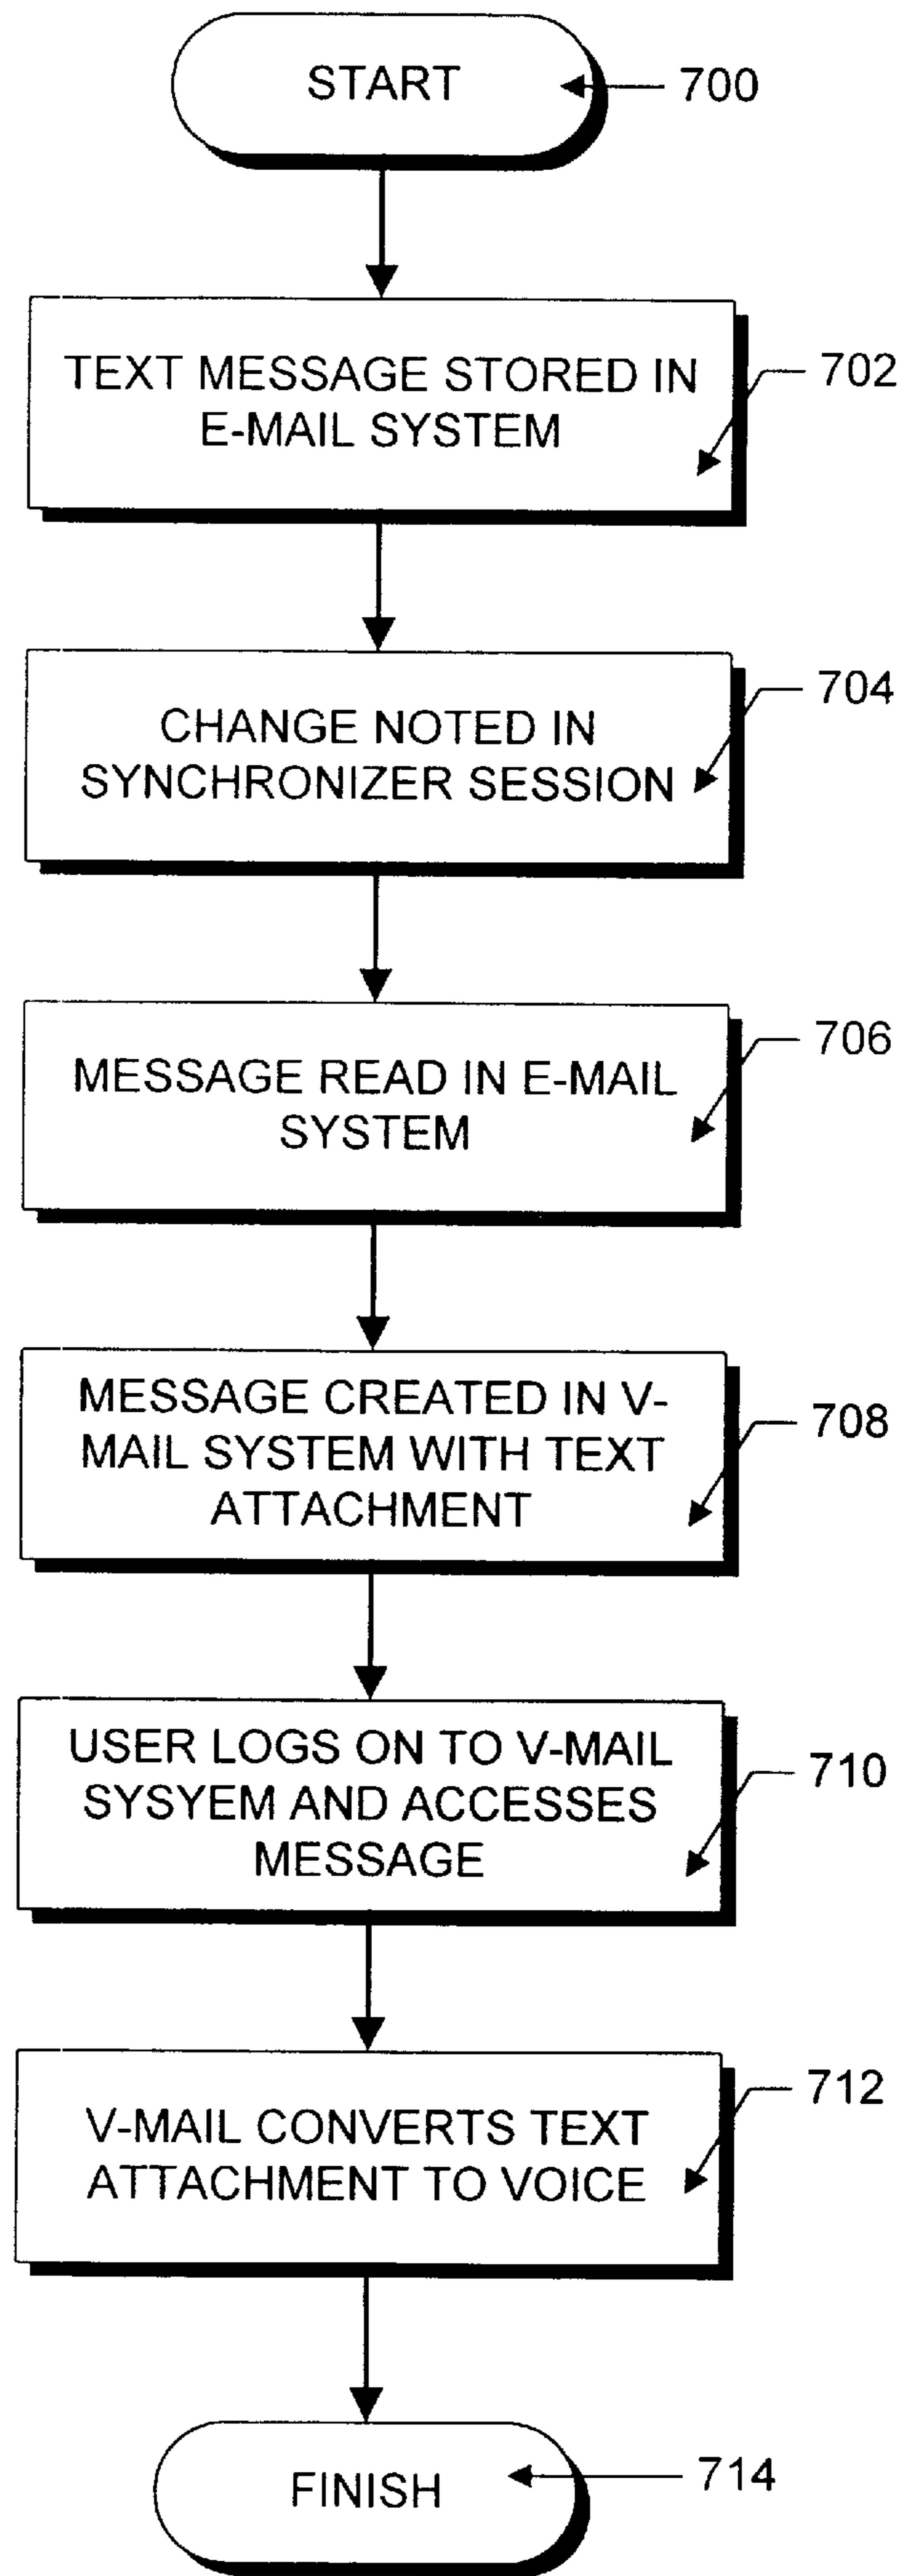 START
700
TEXT MESSAGE STORED IN
E-MAIL SYSTEM
702
CHANGE NOTED IN
SYNCHRONIZER SESSION
704
MESSAGE READ IN E-MAIL
SYSTEM
706
MESSAGE CREATED IN V-
MAIL SYSTEM WITH TEXT
ATTACHMENT
708
USER LOGS ON TO V-MAIL
SYSYEM AND ACCESSES
MESSAGE
710
V-MAIL CONVERTS TEXT
ATTACHMENT TO VOICE
712
FINISH
714